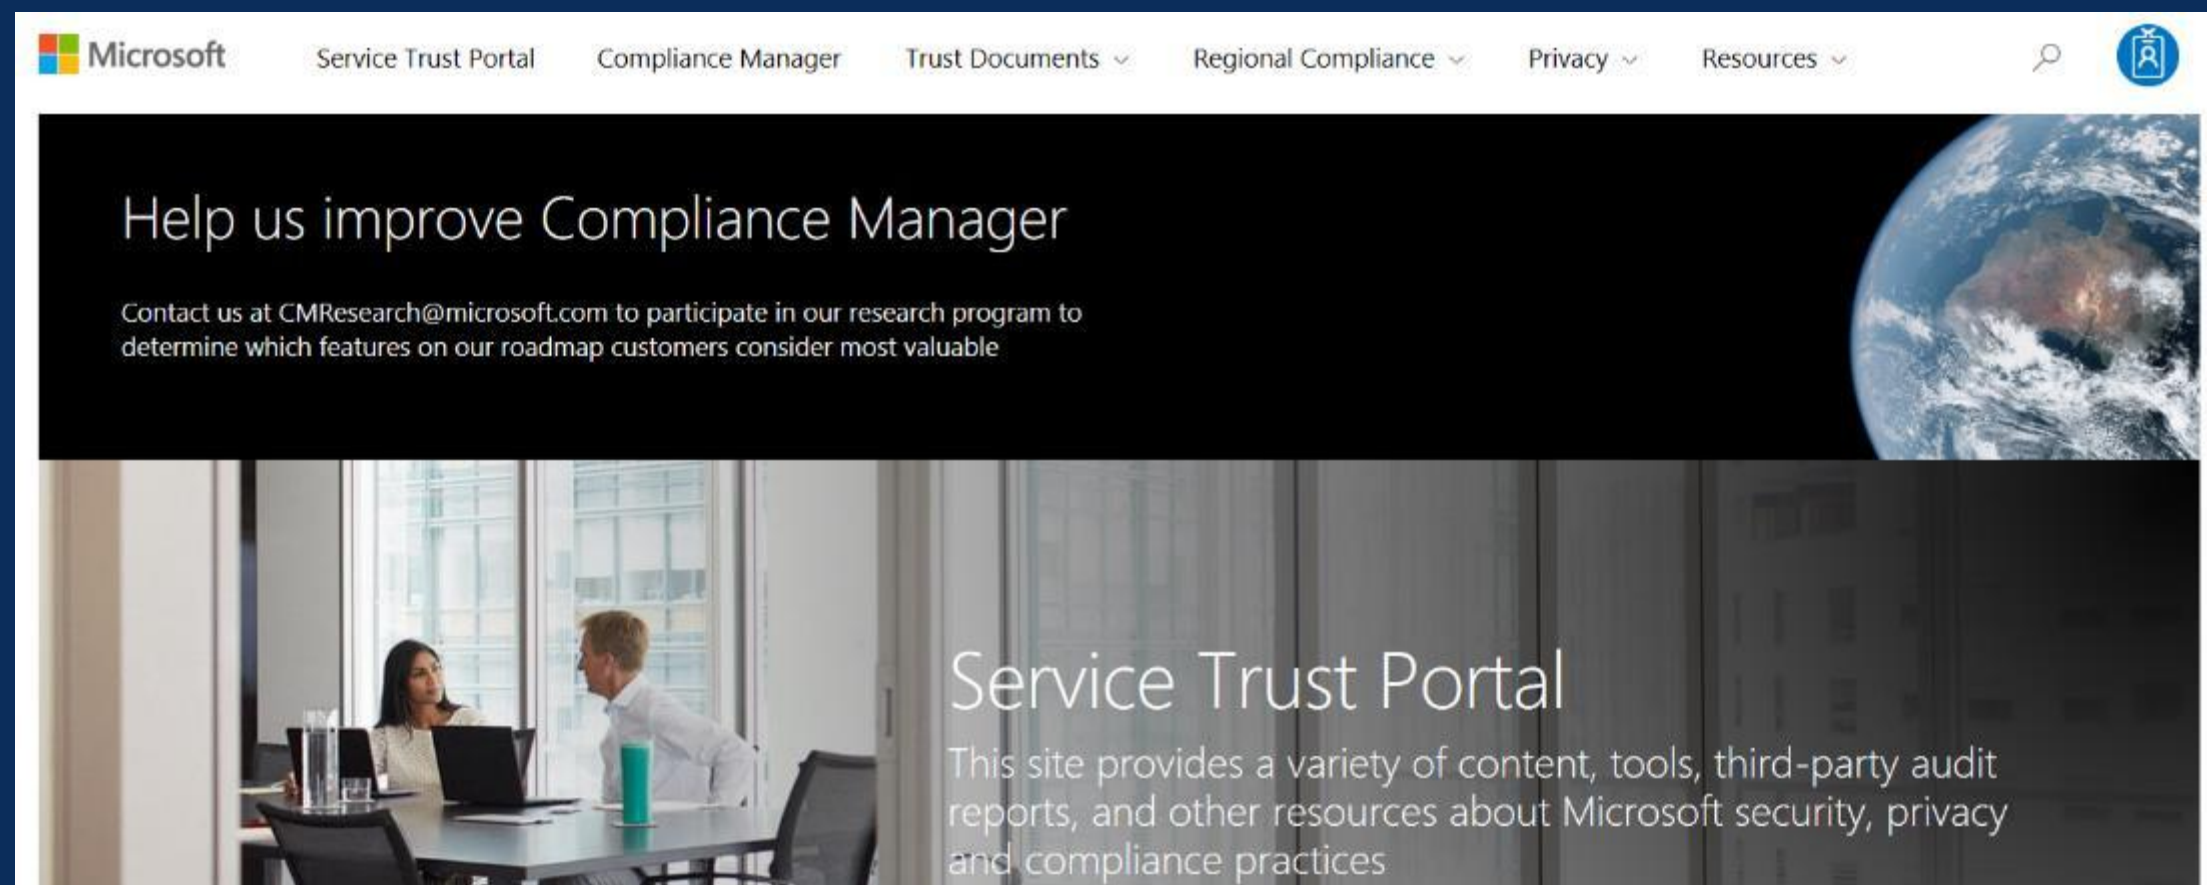 Microsoft Service Trust Portal Compliance Manager Trust Documents Regional Compliance Privacy Resources
Help us improve Compliance Manager
Contact us at CMResearch@microsoft.com to participate in our research program to
determine which features on our roadmap customers consider most valuable
Service Trust Portal
This site provides a variety of content, tools, third-party audit
reports, and other resources about Microsoft security, privacy
and compliance practices